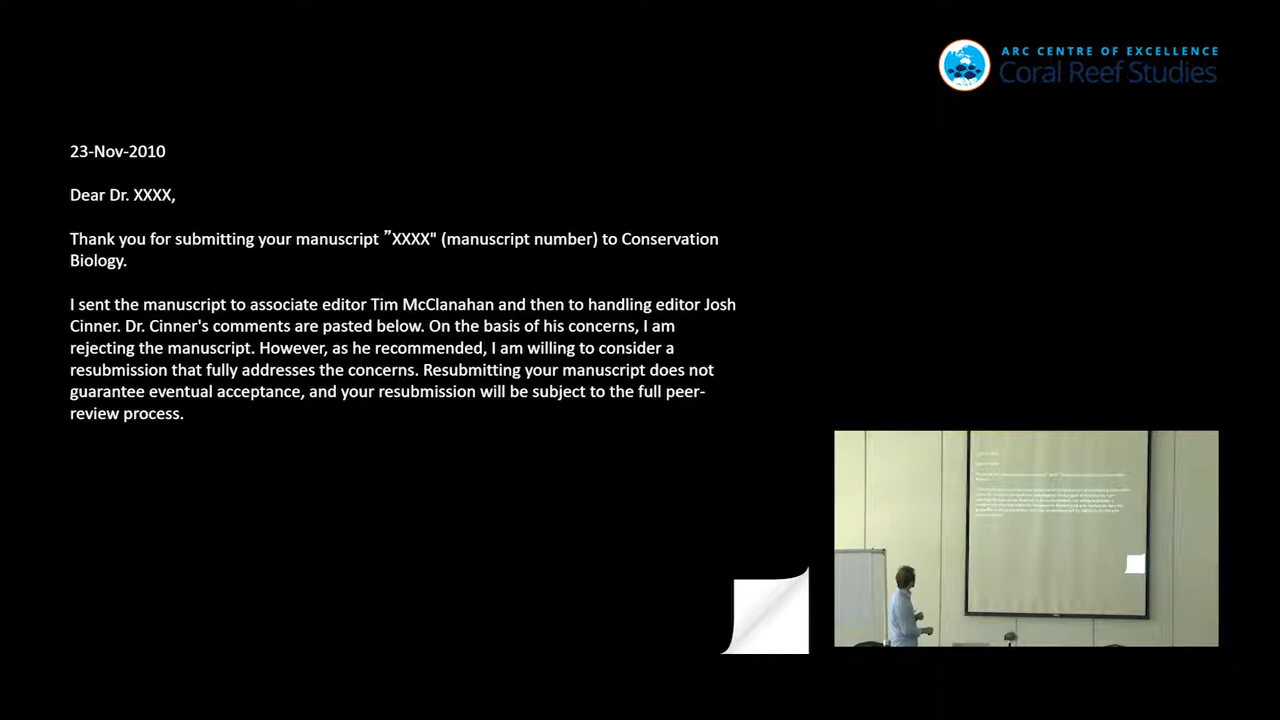 ARC CENTRE OF EXCELLENCE
Coral Reef Studies
23-Nov-2010
Dear Dr. XXXX,
Thank you for submitting your manuscript ”XXXX" (manuscript number) to Conservation
Biology.
I sent the manuscript to associate editor Tim McClanahan and then to handling editor Josh
Cinner. Dr. Cinner's comments are pasted below. On the basis of his concerns, I am
rejecting the manuscript. However, as he recommended, I am willing to consider a
resubmission that fully addresses the concerns. Resubmitting your manuscript does not
guarantee eventual acceptance, and your resubmission will be subject to the full peer-
review process.